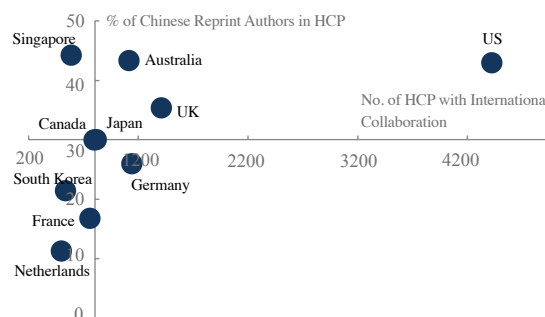 50
% of Chinese Reprint Authors in HCP
Singapore
US
Australia
40
No. of HCP with Internationa
Collaboration
UK
Canada
Japan
30
200
1200
2200
3200
4200
South Korea
20
Germany
France
10
Netherlands
0